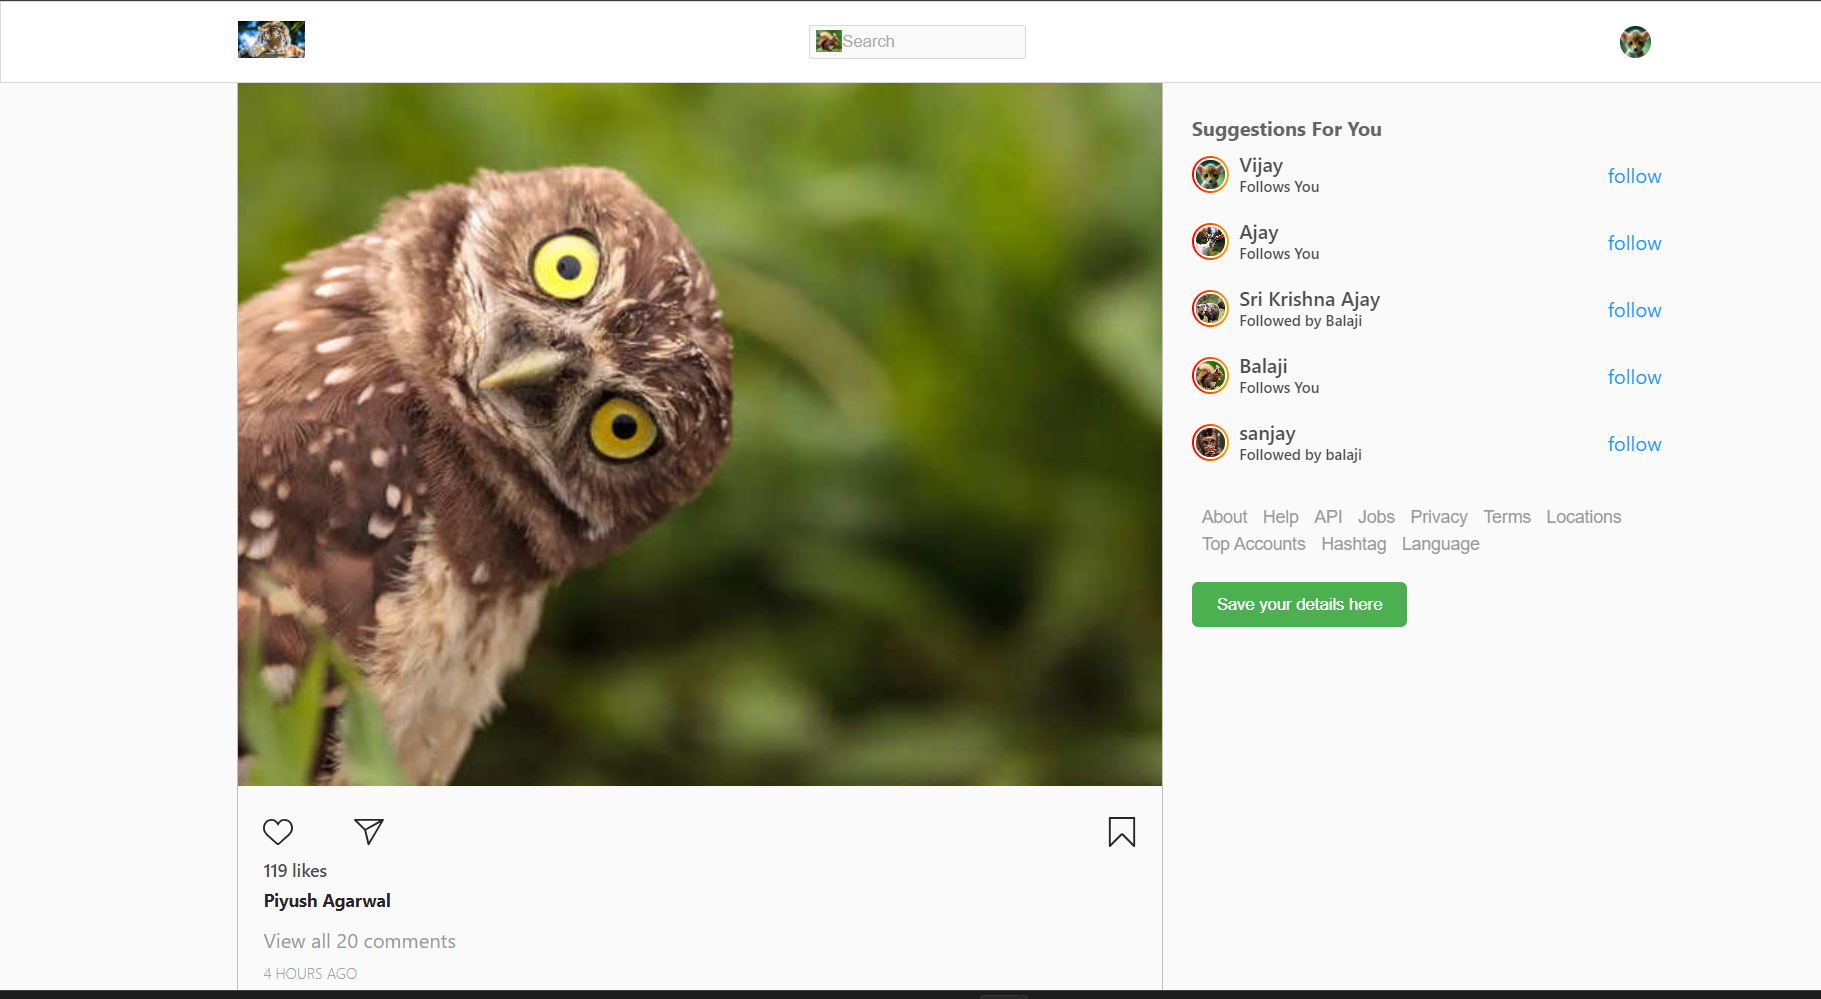 Search
Suggestions For You
Vijay
Follows You
follow
Ajay
Follows You
follow
Sri Krishna Ajay
Followed by Balaji
follow
Balaji
Follows You
follow
sanjay
Followed by balaji
follow
About Help API Jobs Privacy Terms Locations
Top Accounts Hashtag Language
Save your details here
119 likes
Piyush Agarwal
View all 20 comments
4 HOURS AGO